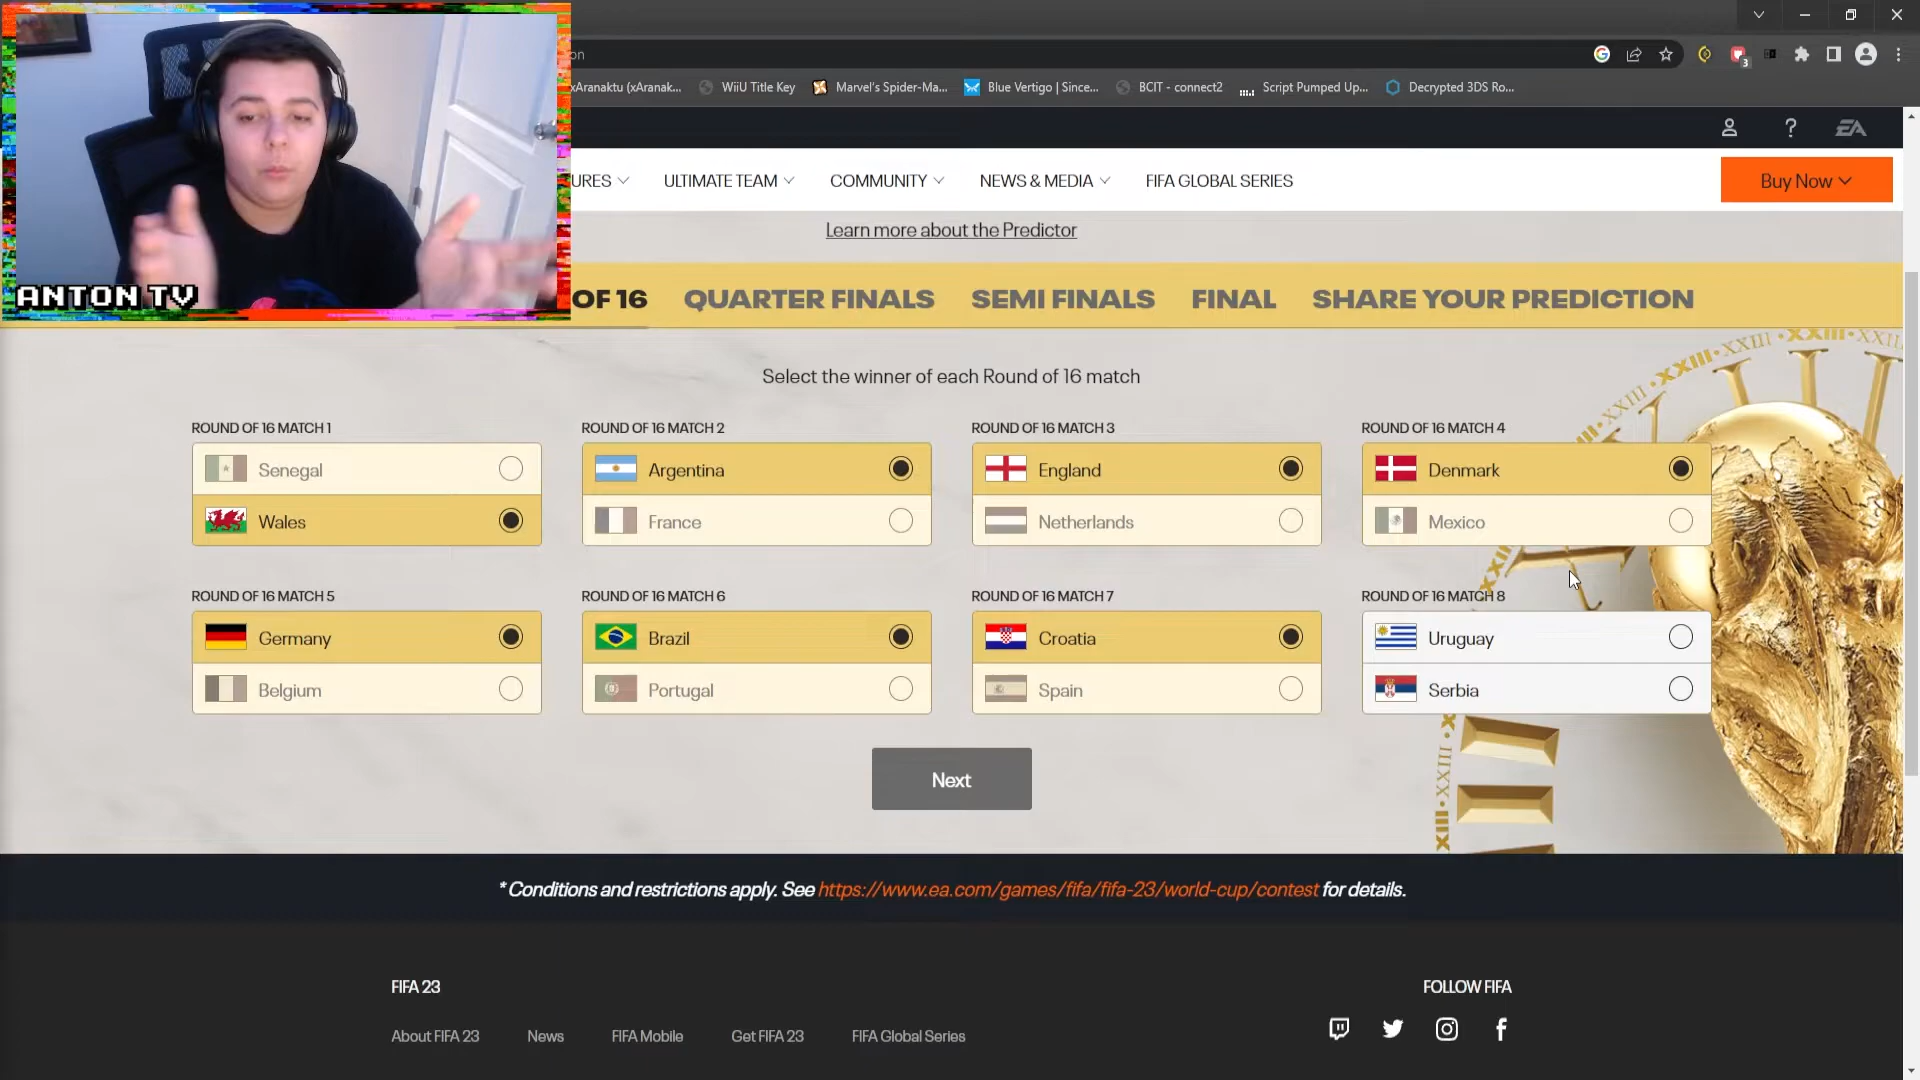 ANTON TV
on
xAranaktu (xAranak...
WiiU Title Key
Marvel's Spider-Ma...
Blue Vertigo | Since...
BCIT - connect2
Script Pumped Up...
Decrypted 3DS Ro...
3
?
EA
URES
ULTIMATE TEAM
COMMUNITY
NEWS & MEDIA
FIFA GLOBAL SERIES
Buy Now
Learn more about the Predictor
OF 16
QUARTER FINALS
SEMI FINALS
FINAL
SHARE YOUR PREDICTION
Select the winner of each Round of 16 match
ROUND OF 16 MATCH 1
Senegal
Wales
ROUND OF 16 MATCH 2
Argentina
France
ROUND OF 16 MATCH 3
England
Netherlands
ROUND OF 16 MATCH 4
Denmark
Mexico
ROUND OF 16 MATCH 5
Germany
Belgium
ROUND OF 16 MATCH 6
Brazil
Portugal
ROUND OF 16 MATCH 7
Croatia
Spain
ROUND OF 16 MATCH 8
Uruguay
Serbia
Next
* Conditions and restrictions apply. See https://www.ea.com/games/fifa/fifa-23/world-cup/contest for details.
FIFA 23
FOLLOW FIFA
About FIFA 23
News
FIFA Mobile
Get FIFA 23
FIFA Global Series